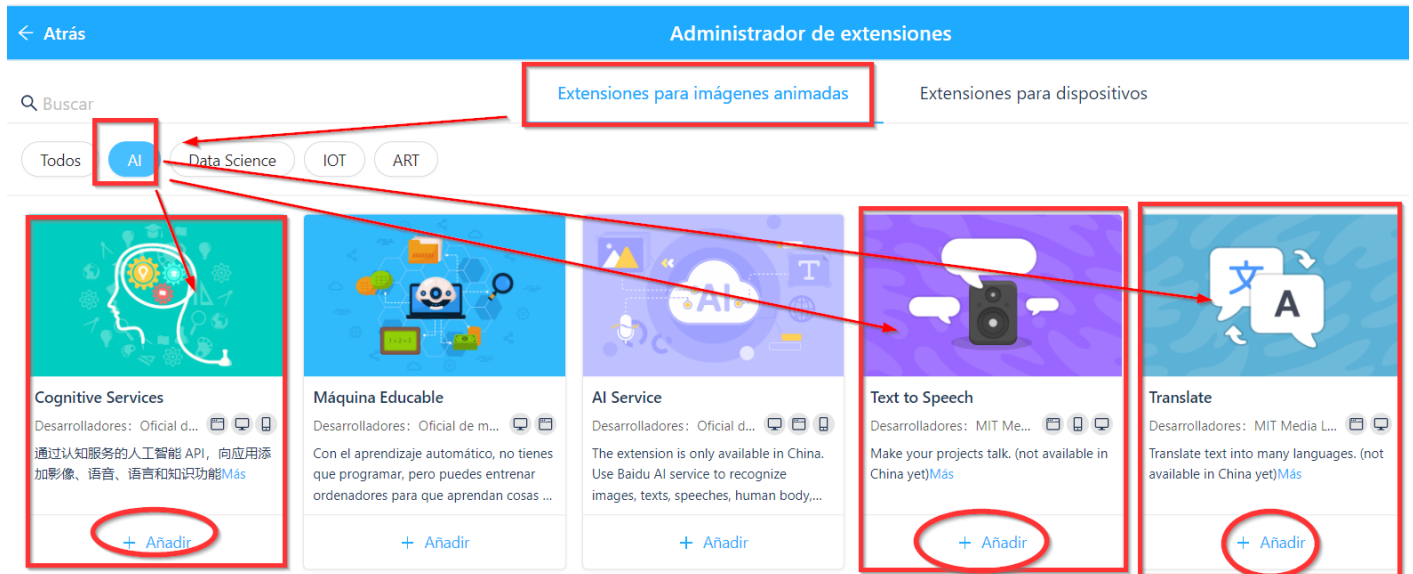 ← Atrás
Administrador de extensiones
Buscar
Extensiones para imágenes animadas
Extensiones para dispositivos
Todos
AI
Data Science
IOT
ART
Cognitive Services
Desarrolladores: Oficial d...
通过认知服务的人工智能 API，向应用添
加影像、语音、语言和知识功能Más
+ Añadir
Máquina Educable
Desarrolladores: Oficial de m...
Con el aprendizaje automático, no tienes
que programar, pero puedes entrenar
ordenadores para que aprendan cosas ...
+ Añadir
AI
T
AI Service
Desarrolladores: Oficial d...
The extension is only available in China.
Use Baidu AI service to recognize
images, texts, speeches, human body,...
+ Añadir
Text to Speech
Desarrolladores: MIT Me...
Make your projects talk. (not available in
China yet)Más
+ Añadir
文
A
Translate
Desarrolladores: MIT Media L...
Translate text into many languages. (not
available in China yet)Más
+ Añadir